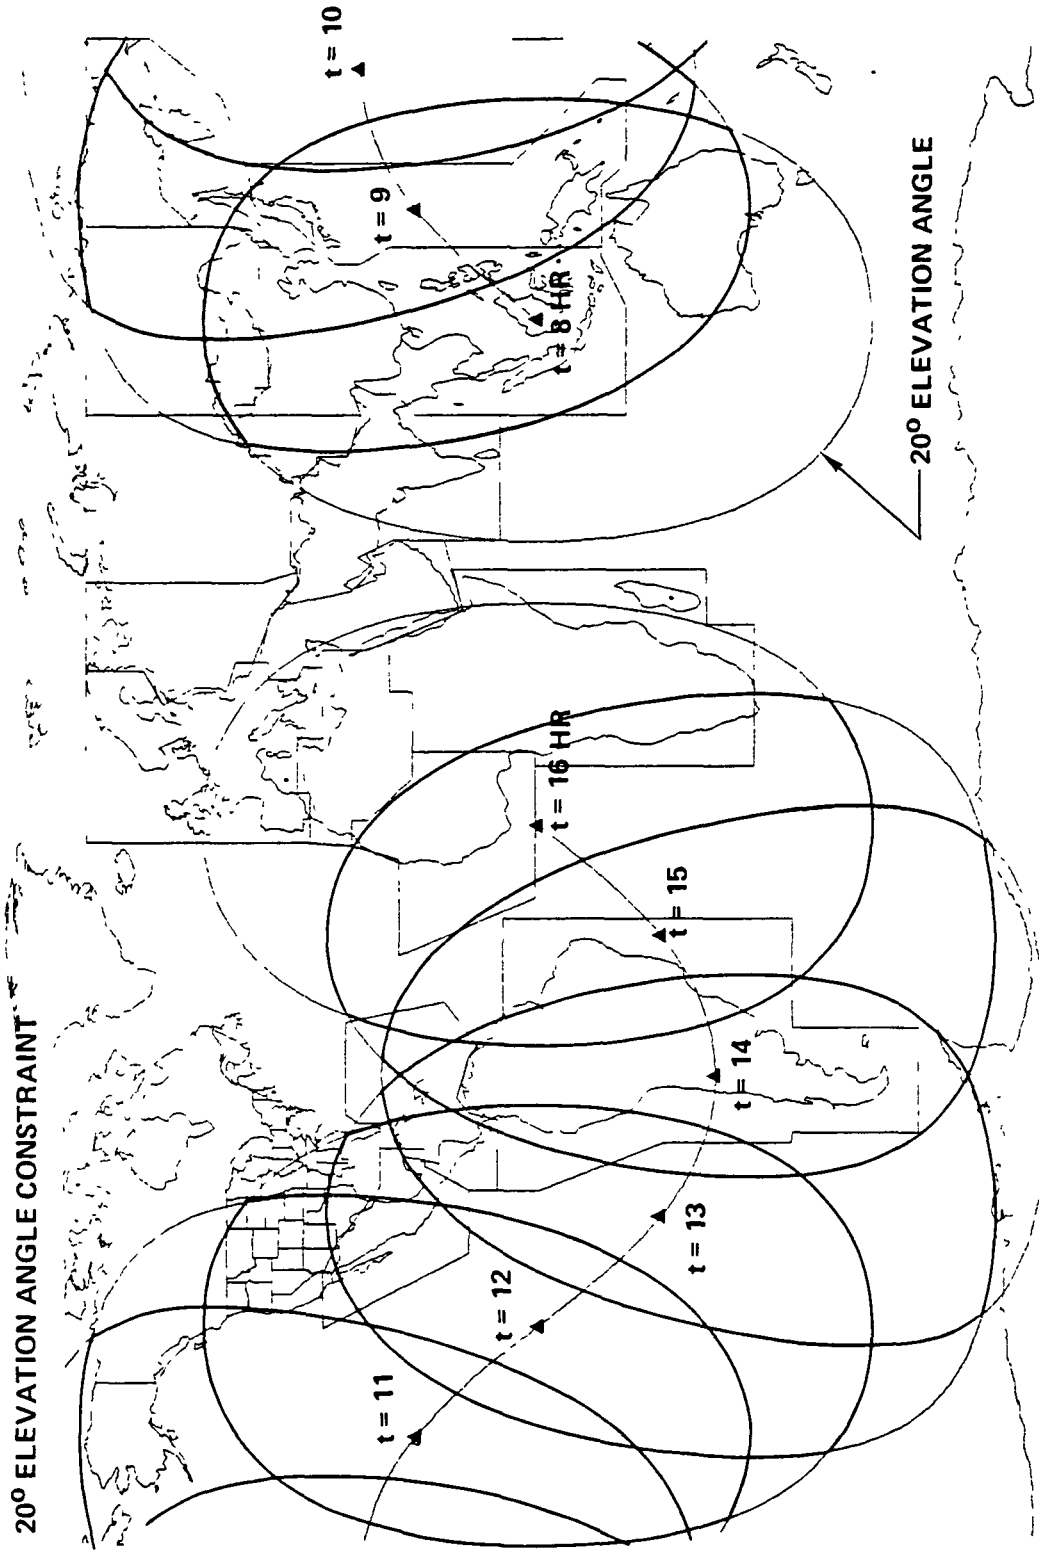 20° ELEVATION ANGLE CONSTRAINT
t = 11
t = 12
t = 13
t = 14
t = 15
t = 16 HR
t = 8 HR
t = 9
t = 10
20° ELEVATION ANGLE